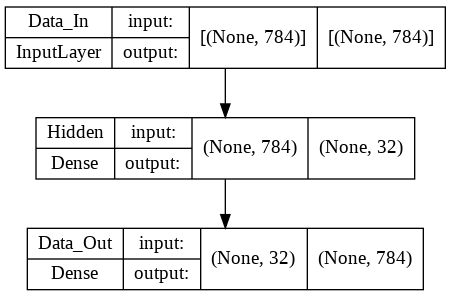 Data_In input: [(None, 784)] [(None, 784)]
InputLayer output:
Hidden input: (None, 784) (None, 32)
Dense output:
Data_Out input: (None, 32) (None, 784)
Dense output: